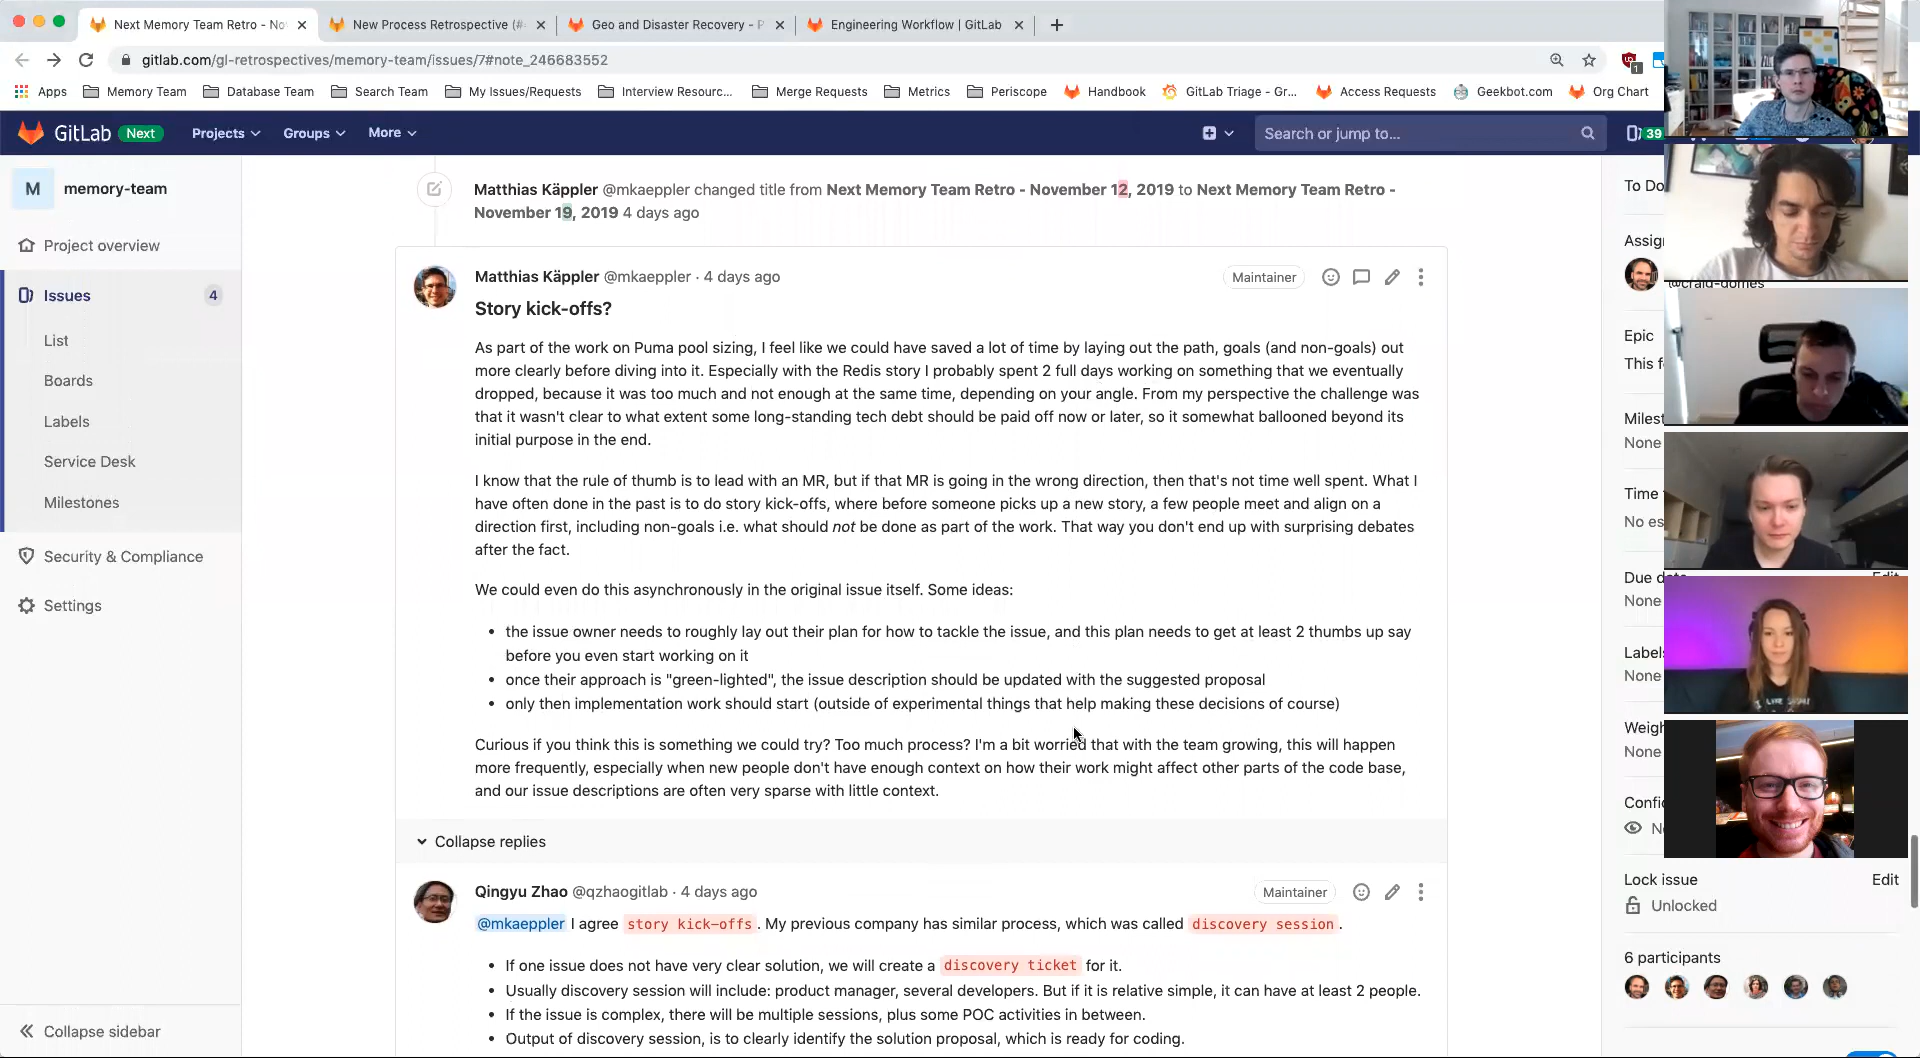 Next Memory Team Retro - No
New Process Retrospective (#
Geo and Disaster Recovery - P
Engineering Workflow | GitLab
gitlab.com/gl-retrospectives/memory-team/issues/7#note_246683552
1
Apps
Memory Team
Database Team
Search Team
My Issues/Requests
Interview Resourc...
Merge Requests
Metrics
Periscope
Handbook
GitLab Triage - Gr...
Access Requests
Geekbot.com
Org Chart
GitLab
Next
Projects
Groups
More
Search or jump to...
39
M
memory-team
Project overview
Issues
4
List
Boards
Labels
Service Desk
Milestones
Security & Compliance
Settings
Collapse sidebar
Matthias Käppler @mkaeppler changed title from Next Memory Team Retro - November 12, 2019 to Next Memory Team Retro -
November 19, 2019 4 days ago
Matthias Käppler @mkaeppler · 4 days ago
Maintainer
Story kick-offs?
As part of the work on Puma pool sizing, I feel like we could have saved a lot of time by laying out the path, goals (and non-goals) out
more clearly before diving into it. Especially with the Redis story I probably spent 2 full days working on something that we eventually
dropped, because it was too much and not enough at the same time, depending on your angle. From my perspective the challenge was
that it wasn't clear to what extent some long-standing tech debt should be paid off now or later, so it somewhat ballooned beyond its
initial purpose in the end.
I know that the rule of thumb is to lead with an MR, but if that MR is going in the wrong direction, then that's not time well spent. What I
have often done in the past is to do story kick-offs, where before someone picks up a new story, a few people meet and align on a
direction first, including non-goals i.e. what should not be done as part of the work. That way you don't end up with surprising debates
after the fact.
We could even do this asynchronously in the original issue itself. Some ideas:
• the issue owner needs to roughly lay out their plan for how to tackle the issue, and this plan needs to get at least 2 thumbs up say
before you even start working on it
• once their approach is "green-lighted", the issue description should be updated with the suggested proposal
• only then implementation work should start (outside of experimental things that help making these decisions of course)
Curious if you think this is something we could try? Too much process? I'm a bit worried that with the team growing, this will happen
more frequently, especially when new people don't have enough context on how their work might affect other parts of the code base,
and our issue descriptions are often very sparse with little context.
Collapse replies
Qingyu Zhao @qzhaogitlab · 4 days ago
Maintainer
@mkaeppler I agree story kick-offs. My previous company has similar process, which was called discovery session.
• If one issue does not have very clear solution, we will create a discovery ticket for it.
• Usually discovery session will include: product manager, several developers. But if it is relative simple, it can have at least 2 people.
• If the issue is complex, there will be multiple sessions, plus some POC activities in between.
• Output of discovery session, is to clearly identify the solution proposal, which is ready for coding.
To Do
Assig
Epic
This f
Milest
None
Time
No es
Due da
Edit
None
Labels
None
Weigh
None
Confi
Lock issue
Edit
Unlocked
6 participants